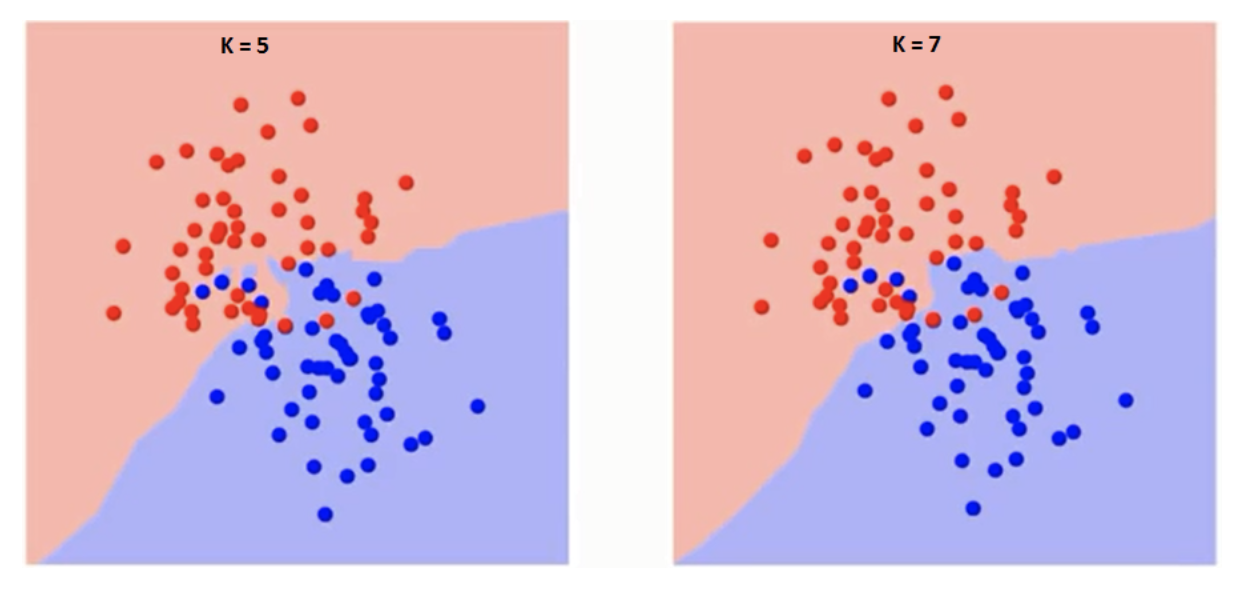 K = 5
K = 7